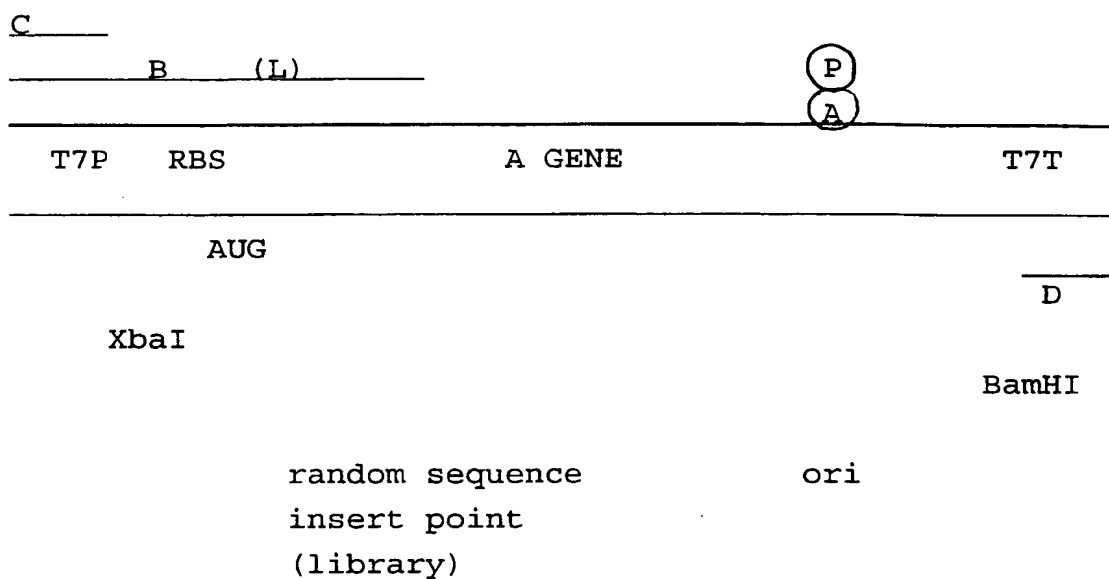 C
B (L) P
A
T7P RBS A GENE T7T
AUG
D
XbaI
BamHI
random sequence ori
insert point
(library)